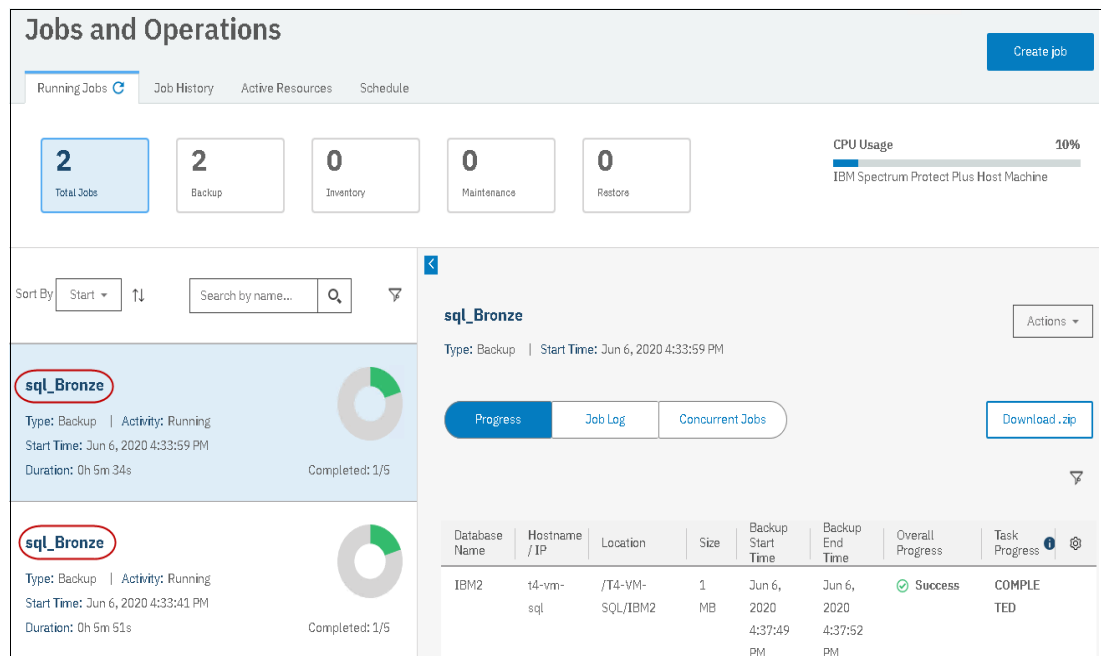 Jobs and Operations
Create job
Running Jobs
Job History
Active Resources
Schedule
2
Total Jobs
2
Backup
0
Inventory
0
Maintenance
0
Restore
CPU Usage
10%
IBM Spectrum Protect Plus Host Machine
Sort By
Start
Search by name...
sql_Bronze
Type: Backup | Activity: Running
Start Time: Jun 6, 2020 4:33:59 PM
Duration: 0h 5m 34s
Completed: 1/5
sql_Bronze
Type: Backup | Activity: Running
Start Time: Jun 6, 2020 4:33:41 PM
Duration: 0h 5m 51s
Completed: 1/5
sql_Bronze
Actions
Type: Backup | Start Time: Jun 6, 2020 4:33:59 PM
Progress
Job Log
Concurrent Jobs
Download .zip
Database
Name
Hostname
/ IP
Location
Size
Backup
Start
Time
Backup
End
Time
Overall
Progress
Task
Progress
IBM2
t4-vm-
sql
/T4-VM-
SQL/IBM2
1
MB
Jun 6,
2020
4:37:49
PM
Jun 6,
2020
4:37:52
PM
Success
COMPLE
TED